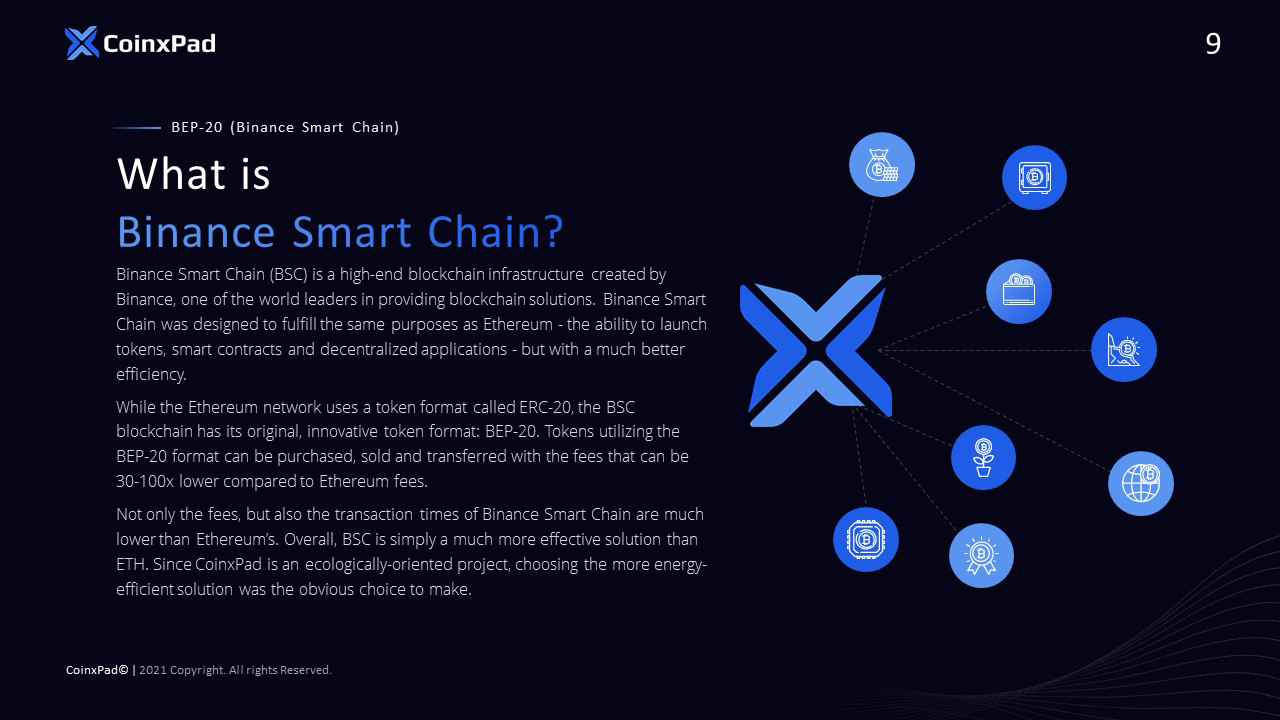 CoinxPad
9
BEP-20 (Binance Smart Chain)
What is
Binance Smart Chain?
Binance Smart Chain (BSC) is a high-end blockchain infrastructure created by
Binance, one of the world leaders in providing blockchain solutions. Binance Smart
Chain was designed to fulfill the same purposes as Ethereum - the ability to launch
tokens, smart contracts and decentralized applications - but with a much better
efficiency.
While the Ethereum network uses a token format called ERC-20, the BSC
blockchain has its original, innovative token format: BEP-20. Tokens utilizing the
BEP-20 format can be purchased, sold and transferred with the fees that can be
30-100x lower compared to Ethereum fees.
Not only the fees, but also the transaction times of Binance Smart Chain are much
lower than Ethereum’s. Overall, BSC is simply a much more effective solution than
ETH. Since CoinxPad is an ecologically-oriented project, choosing the more energy-
efficient solution was the obvious choice to make.
CoinxPad© | 2021 Copyright. All rights Reserved.